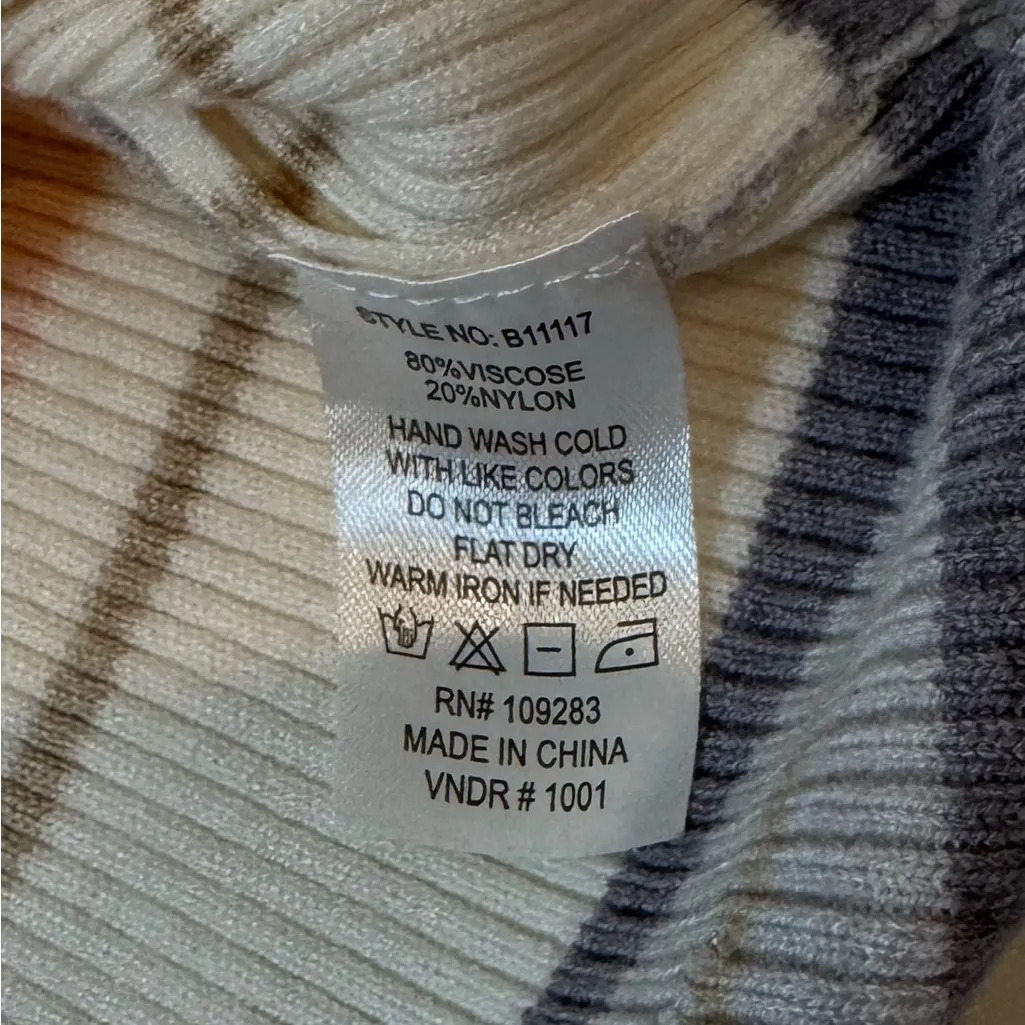 STYLE NO: B11117
80%VISCOSE
20%NYLON
HAND WASH COLD
WITH LIKE COLORS
DO NOT BLEACH
FLAT DRY
WARM IRON IF NEEDED
RN# 109283
MADE IN CHINA
VNDR # 1001